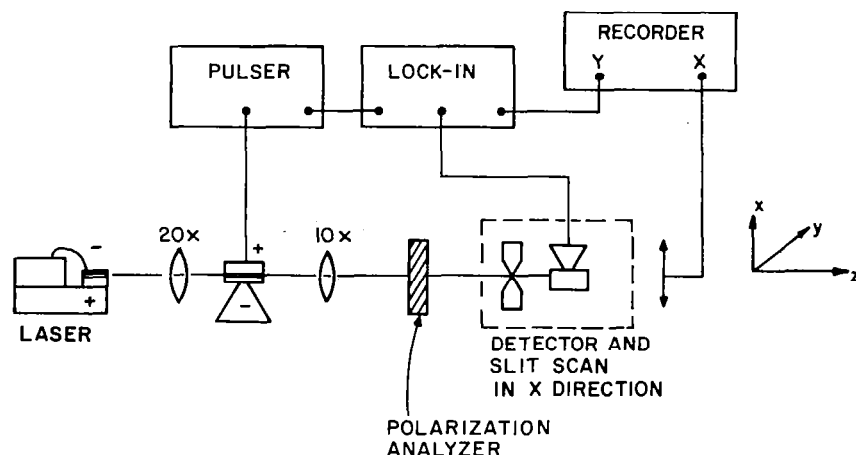 RECORDER
Y X
PULSER
LOCK-IN
20x
+
-
10x
-
+
LASER
x
y
z
DETECTOR AND
SLIT SCAN
IN X DIRECTION
POLARIZATION
ANALYZER